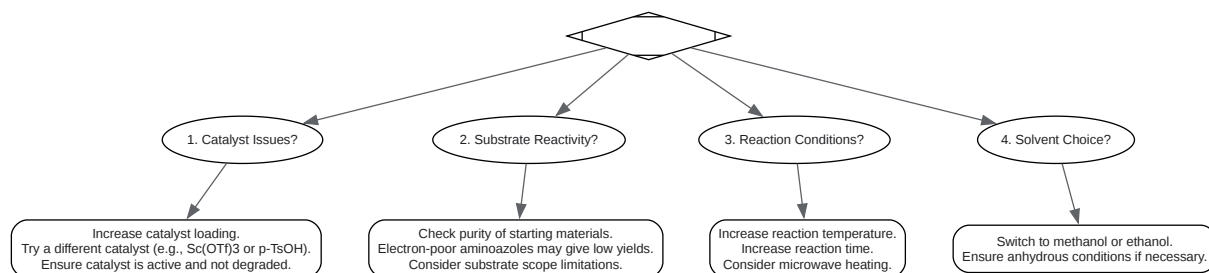 1. Catalyst Issues?
2. Substrate Reactivity?
3. Reaction Conditions?
4. Solvent Choice?
Increase catalyst loading.
Try a different catalyst (e.g., Sc(OTf)3 or p-TsOH).
Ensure catalyst is active and not degraded.
Check purity of starting materials.
Electron-poor aminoazoles may give low yields.
Consider substrate scope limitations.
Increase reaction temperature.
Increase reaction time.
Consider microwave heating.
Switch to methanol or ethanol.
Ensure anhydrous conditions if necessary.